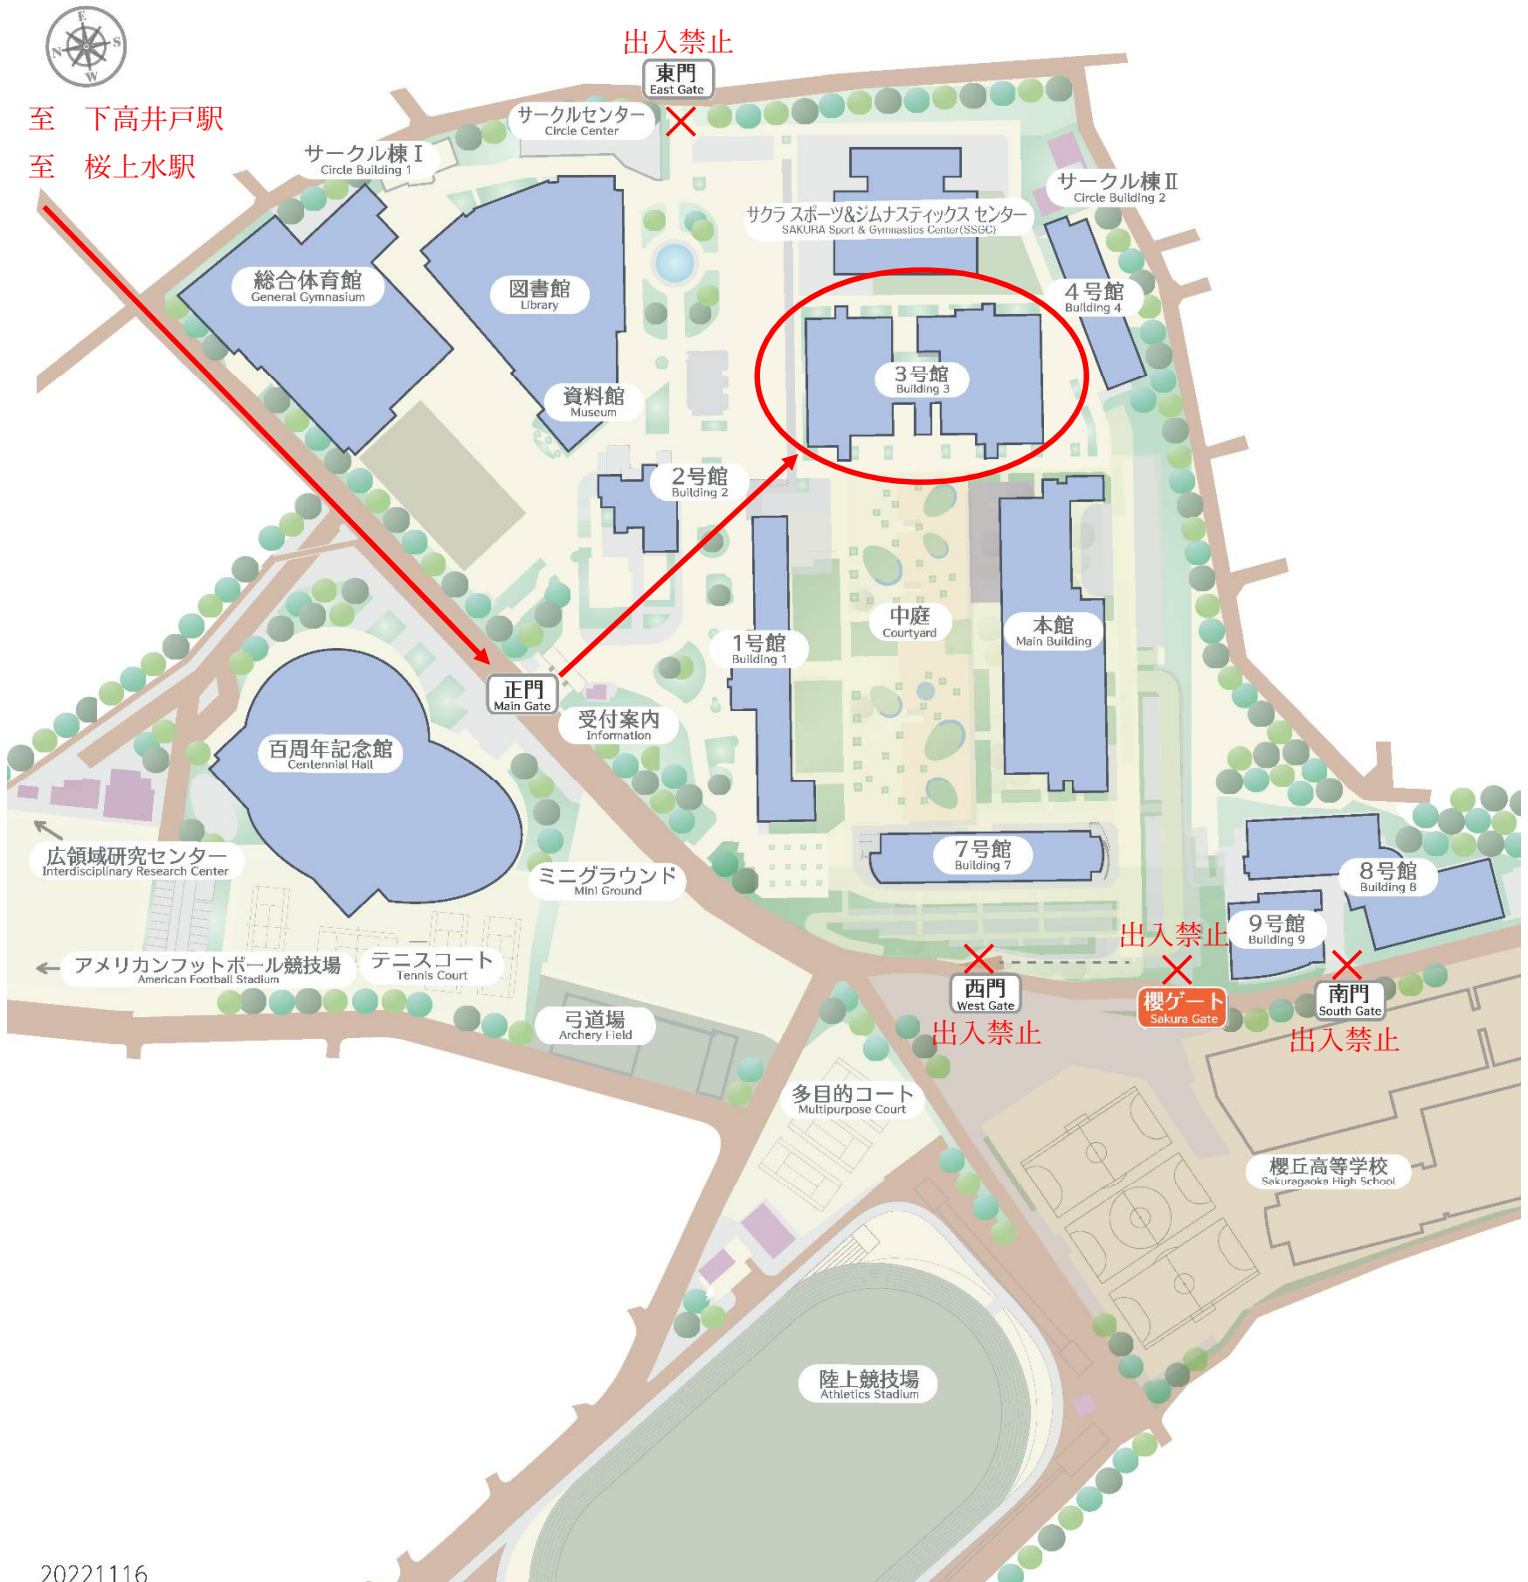 E
N
S
W
出入禁止
東門
East Gate
至　下高井戸駅
至　桜上水駅
サークルセンター
Circle Center
サークル棟Ⅰ
Circle Building 1
サークル棟Ⅱ
Circle Building 2
サクラ スポーツ&ジムナスティックス センター
SAKURA Sport & Gymnastics Center(SSGC)
総合体育館
General Gymnasium
図書館
Library
4号館
Building 4
3号館
Building 3
資料館
Museum
2号館
Building 2
中庭
Courtyard
本館
Main Building
1号館
Building 1
正門
Main Gate
受付案内
Information
百周年記念館
Centennial Hall
7号館
Building 7
広領域研究センター
Interdisciplinary Research Center
ミニグラウンド
Mini Ground
8号館
Building 8
9号館
Building 9
出入禁止
アメリカンフットボール競技場
American Football Stadium
テニスコート
Tennis Court
西門
West Gate
出入禁止
櫻ゲート
Sakura Gate
南門
South Gate
出入禁止
弓道場
Archery Field
多目的コート
Multipurpose Court
櫻丘高等学校
Sakuragaoka High School
陸上競技場
Athletics Stadium
20221116